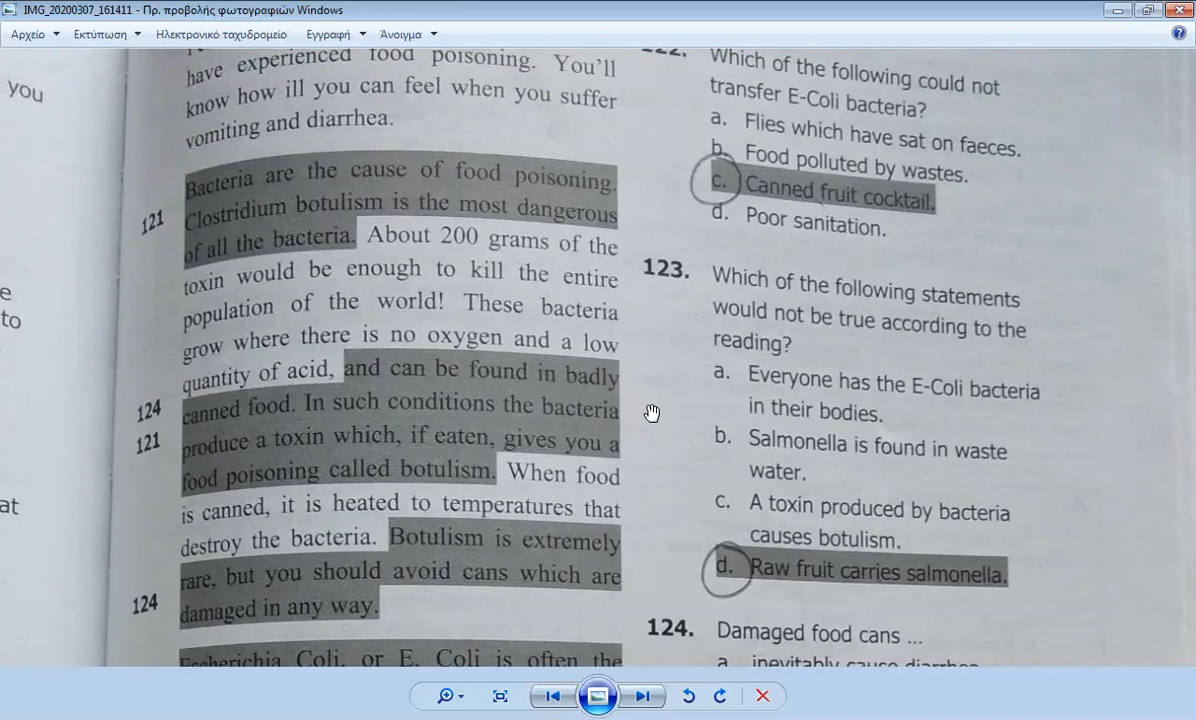 IMG_20200307_161411 - Πρ. προβολής φωτογραφιών Windows
Αρχείο
Εκτύπωση
Ηλεκτρονικό ταχυδρομείο
Εγγραφή
Άνοιγμα
you
e
to
at
have experienced food poisoning. You'll
know how ill you can feel when you suffer
vomiting and diarrhea.
Bacteria are the cause of food poisoning.
121 Clostridium botulism is the most dangerous
of all the bacteria. About 200 grams of the
toxin would be enough to kill the entire
population of the world! These bacteria
grow where there is no oxygen and a low
quantity of acid, and can be found in badly
124 canned food. In such conditions the bacteria
121 produce a toxin which, if eaten, gives you a
food poisoning called botulism. When food
is canned, it is heated to temperatures that
destroy the bacteria. Botulism is extremely
rare, but you should avoid cans which are
124 damaged in any way.
Escherichia Coli, or E. Coli is often the
122. Which of the following could not
transfer E-Coli bacteria?
a. Flies which have sat on faeces.
b. Food polluted by wastes.
c. Canned fruit cocktail.
d. Poor sanitation.
123. Which of the following statements
would not be true according to the
reading?
a. Everyone has the E-Coli bacteria
in their bodies.
b. Salmonella is found in waste
water.
c. A toxin produced by bacteria
causes botulism.
d. Raw fruit carries salmonella.
124. Damaged food cans ...
a inevitably cause diarrhea